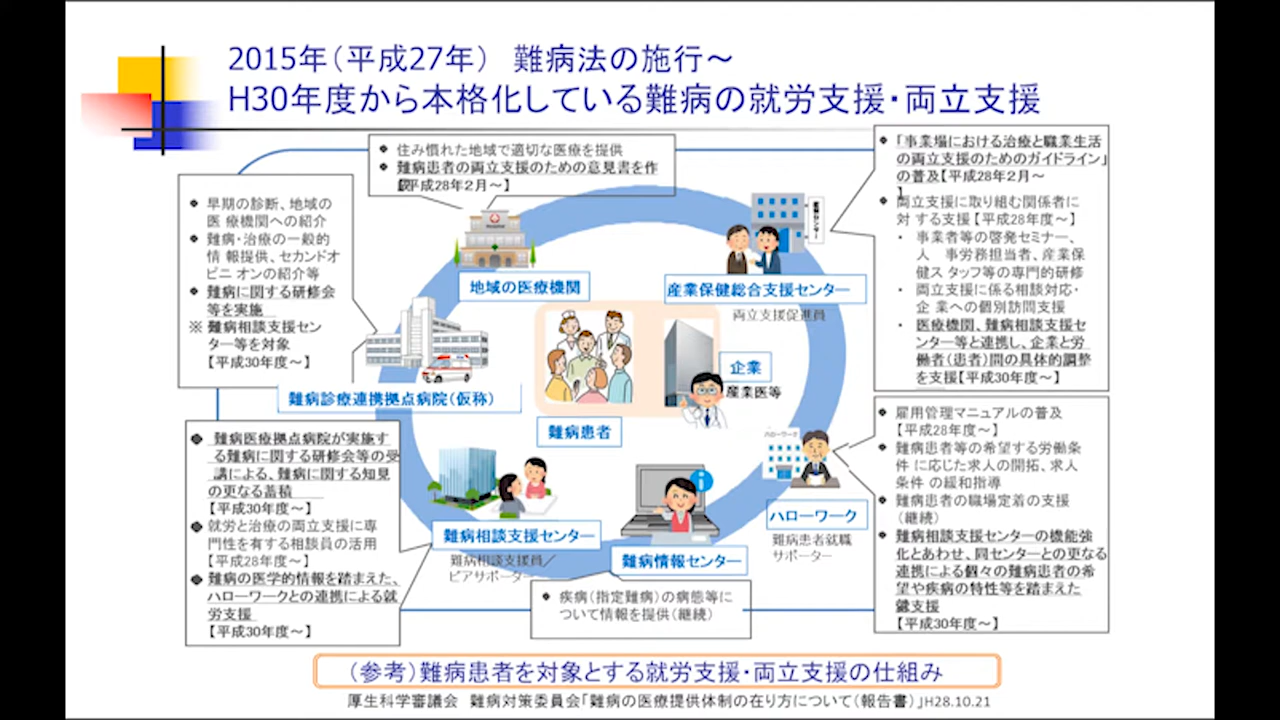 2015年(平成27年) 難病法の施行～
H30年度から本格化している難病の就労支援・両立支援
住み慣れた地域で適切な医療を提供
難病患者の両立支援のための意見書を作
【平成28年2月～】
早期の診断、地域の
医 療機関への紹介
難病・治療の一般的
情 報提供、セカンドオ
ピニ オンの紹介等
難病に関する研修会
等を実施
※ 難病相談支援セン
ター等を対象
【平成30年度～】
「事業場における治療と職業生活
の両立支援のためのガイドライン」
の普及【平成28年2月～
】
両立支援に取り組む関係者に
対 する支援【平成28年度～】
・ 事業者等の啓発セミナー、
人 事労務担当者、産業保
健ス タッフ等の専門的研修
・ 両立支援に係る相談対応・
企 業への個別訪問支援
・ 医療機関、難病相談支援セ
ンター等と連携し、企業と労
働者(患者)間の具体的調整
を支援【平成30年度～】
Hospital
地域の医療機関
産業保健総合支援センター
両立支援促進員
企業
産業医等
難病患者
難病診療連携拠点病院(仮称)
難病医療拠点病院が実施す
る難病に関する研修会等の受
講による、難病に関する知見
の更なる蓄積
【平成30年度～】
就労と治療の両立支援に専
門性を有する相談員の活用
【平成28年度～】
難病の医学的情報を踏まえた、
ハローワークとの連携による就
労支援
【平成30年度～】
難病相談支援センター
難病相談支援員／
ピアサポーター
難病情報センター
疾病(指定難病)の病態等に
ついて情報を提供(継続)
ハローワーク
ハローワーク
難病患者就職
サポーター
雇用管理マニュアルの普及
【平成28年度～】
難病患者等の希望する労働条
件 に応じた求人の開拓、求人
条件 の緩和指導
難病患者の職場定着の支援
(継続)
難病相談支援センターの機能強
化とあわせ、同センターとの更なる
連携による個々の難病患者の希
望や疾病の特性等を踏まえた
支援
【平成30年度～】
(参考)難病患者を対象とする就労支援・両立支援の仕組み
厚生科学審議会 難病対策委員会「難病の医療提供体制の在り方について(報告書)」H28.10.21